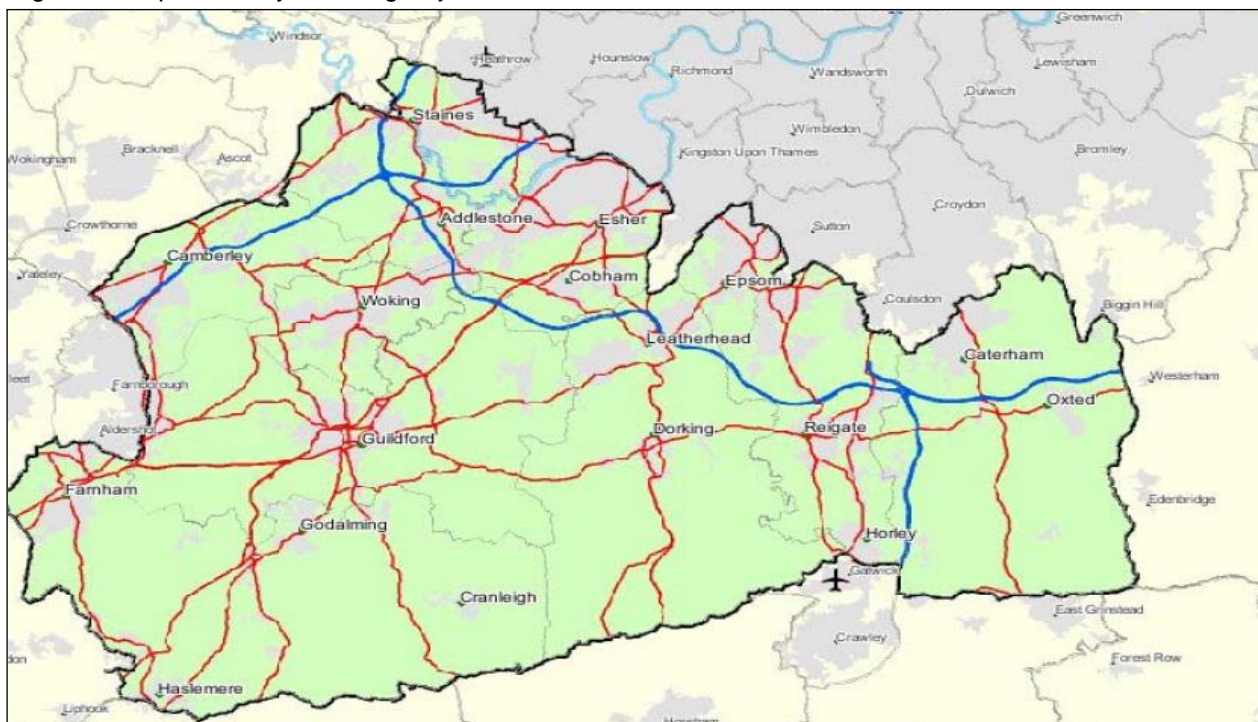 Greenwich
Windsor
Heathrow
Hounslow
Richmond
Wandsworth
Lewisham
Dulwich
Staines
Wimbledon
Wokingham
Bracknell
Ascot
Kingston Upon Thames
Bromley
Crowthorne
Addlestone
Esher
Sutton
Croydon
Camberley
Yateley
Cobham
Epsom
Woking
Coulsdon
Biggin Hill
Leatherhead
Caterham
Farnborough
Westerham
Oxted
Aldershot
Guildford
Dorking
Reigate
Farnham
Edenbridge
Godalming
Horley
Gatwick
Cranleigh
East Grinstead
Crawley
Forest Row
Haslemere
Liphook